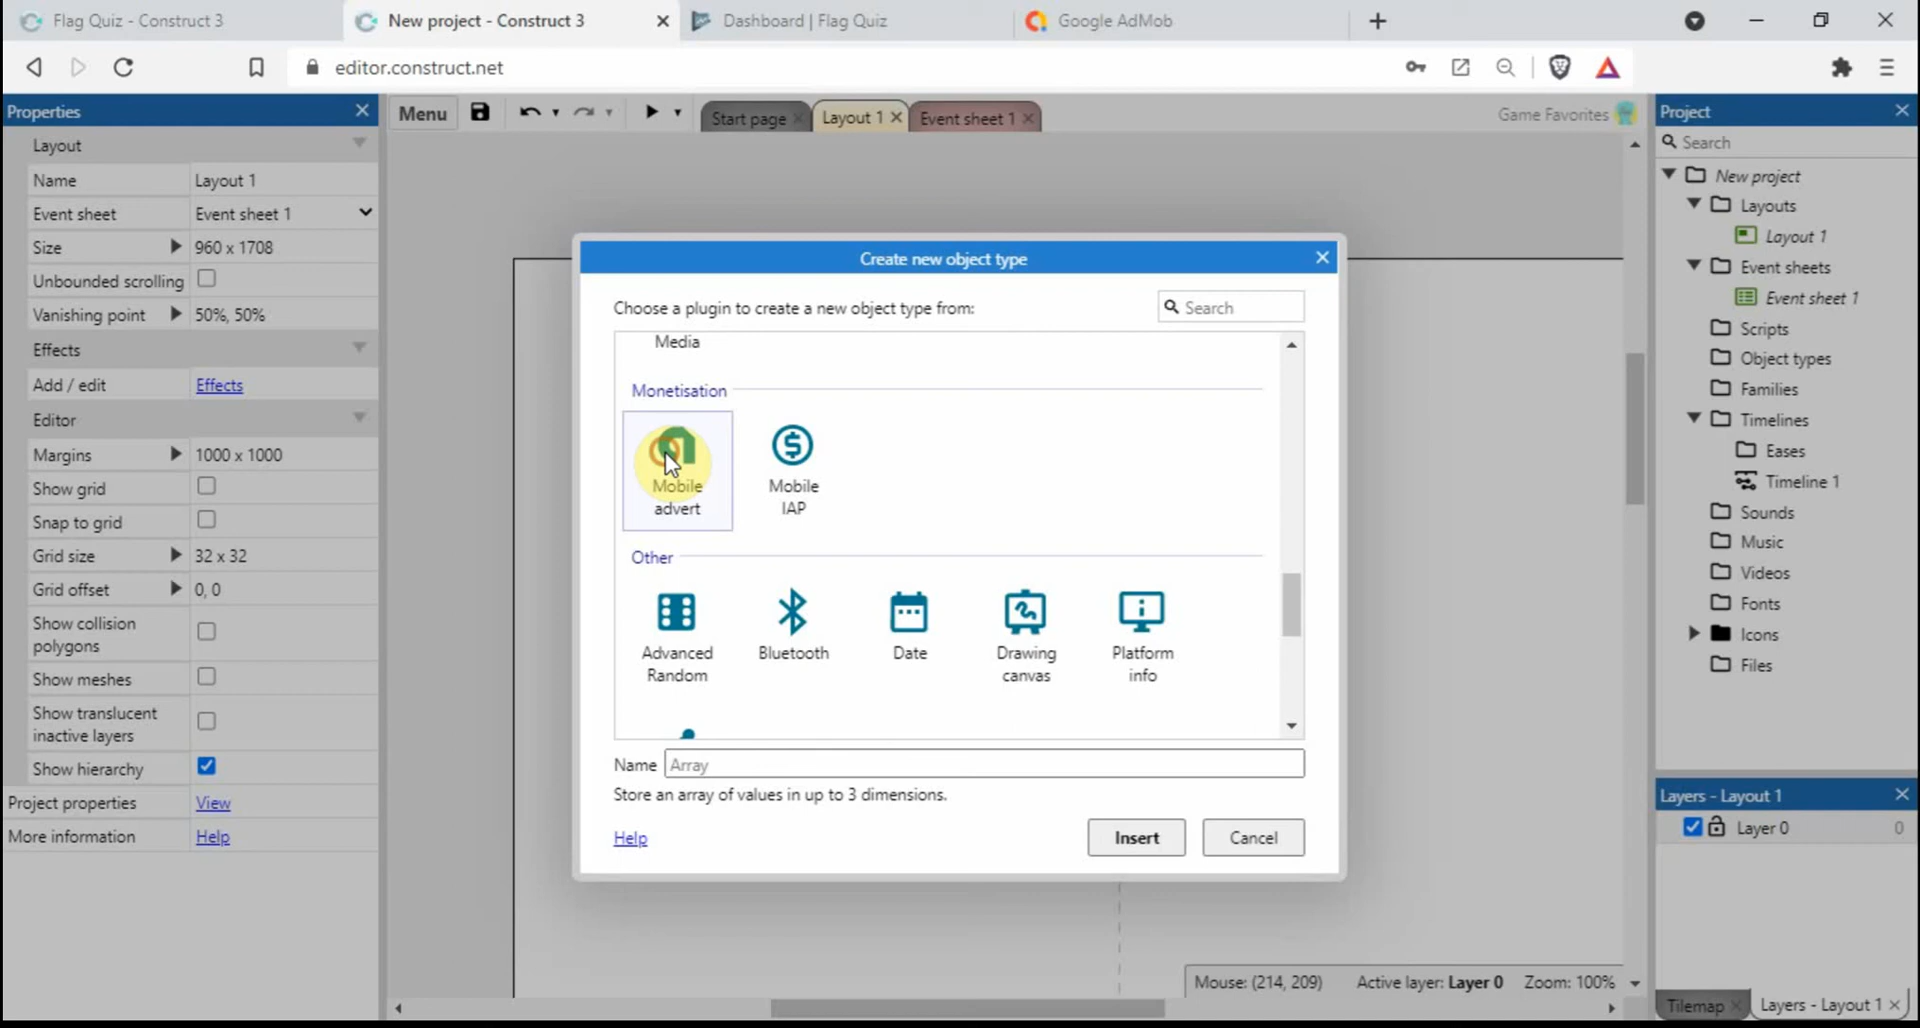 Flag Quiz - Construct 3
New project - Construct 3
Dashboard | Flag Quiz
Google AdMob
editor.construct.net
Properties
Menu
Start page
Layout 1
Event sheet 1
Game Favorites
Project
Layout
Name Layout 1
Event sheet Event sheet 1
Size 960 x 1708
Unbounded scrolling
Vanishing point 50%, 50%
Effects
Add / edit Effects
Editor
Margins 1000 x 1000
Show grid
Snap to grid
Grid size 32 x 32
Grid offset 0, 0
Show collision
polygons
Show meshes
Show translucent
inactive layers
Show hierarchy
Project properties View
More information Help
Create new object type
Choose a plugin to create a new object type from:
Search
Media
Monetisation
Mobile
advert
Mobile
IAP
Other
Advanced
Random
Bluetooth
Date
Drawing
canvas
Platform
info
Name Array
Store an array of values in up to 3 dimensions.
Help
Insert
Cancel
Mouse: (214, 209) Active layer: Layer 0 Zoom: 100%
Search
New project
Layouts
Layout 1
Event sheets
Event sheet 1
Scripts
Object types
Families
Timelines
Eases
Timeline 1
Sounds
Music
Videos
Fonts
Icons
Files
Layers - Layout 1
Layer 0 0
Tilemap
Layers - Layout 1